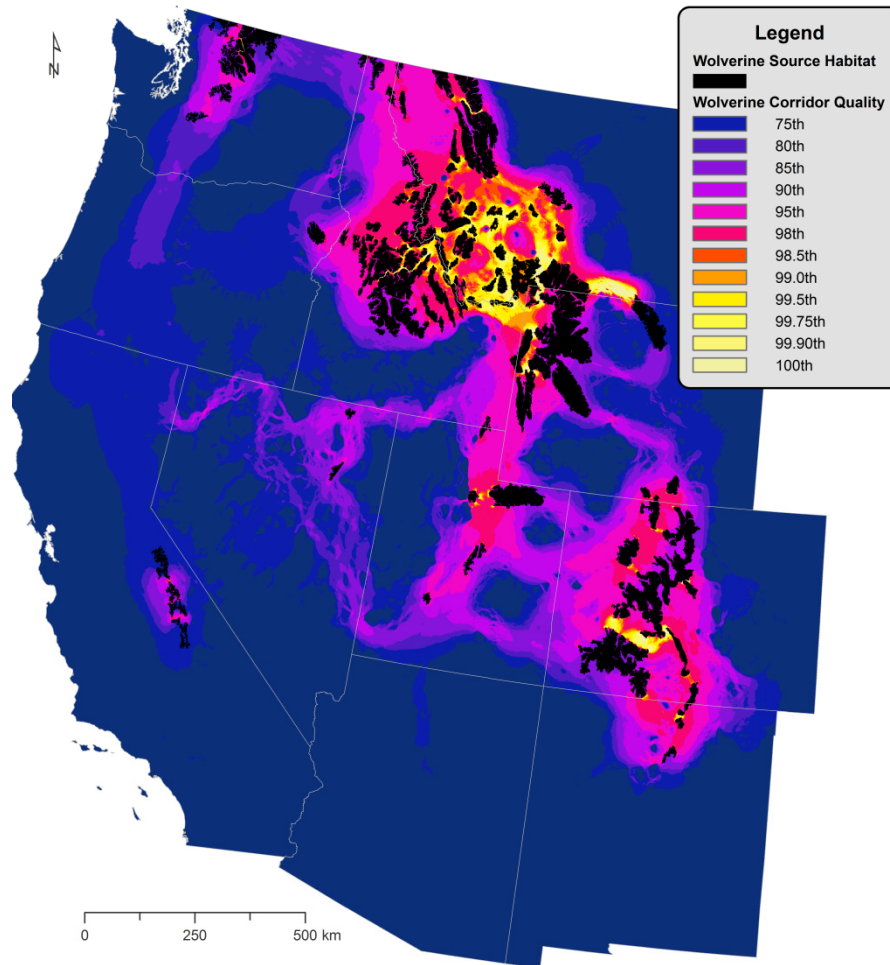 N
Legend
Wolverine Source Habitat
Wolverine Corridor Quality
75th
80th
85th
90th
95th
98th
98.5th
99.0th
99.5th
99.75th
99.90th
100th
0 250 500 km